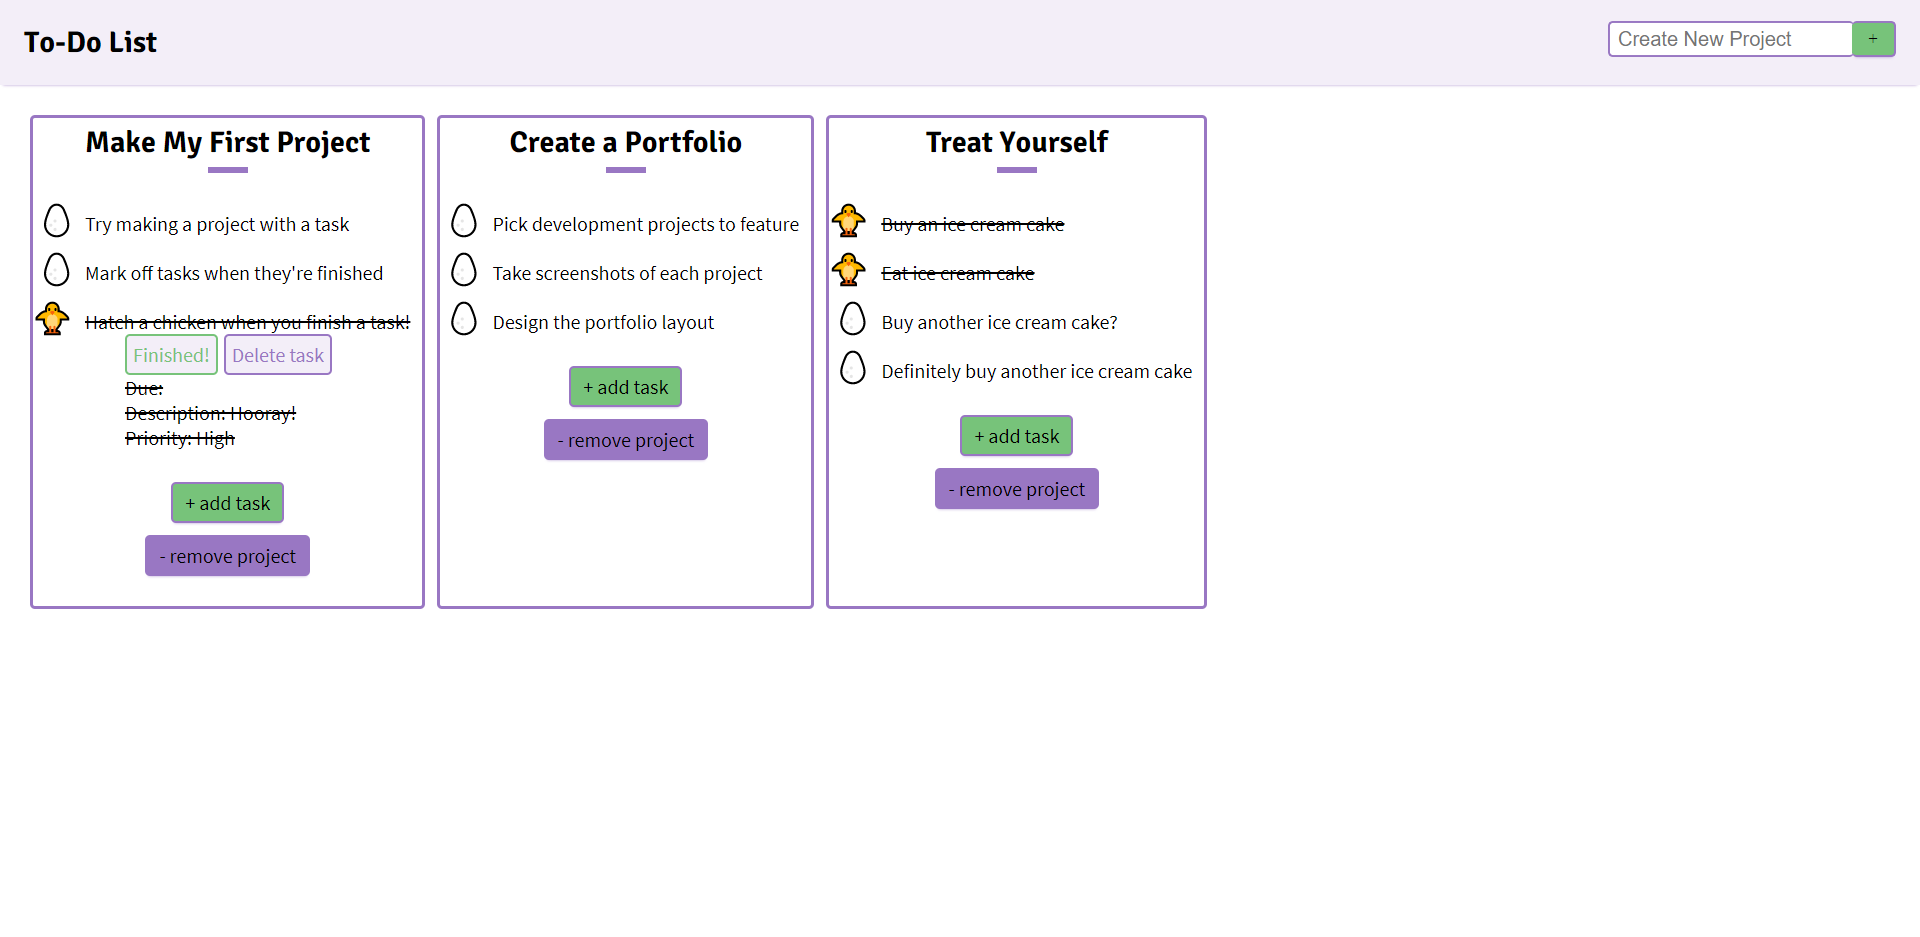 To-Do List
Create New Project
+
Make My First Project
Try making a project with a task
Mark off tasks when they're finished
Hatch a chicken when you finish a task!
Finished! Delete task
Due:
Description: Hooray!
Priority: High
+ add task
- remove project
Create a Portfolio
Pick development projects to feature
Take screenshots of each project
Design the portfolio layout
+ add task
- remove project
Treat Yourself
Buy an ice cream cake
Eat ice cream cake
Buy another ice cream cake?
Definitely buy another ice cream cake
+ add task
- remove project